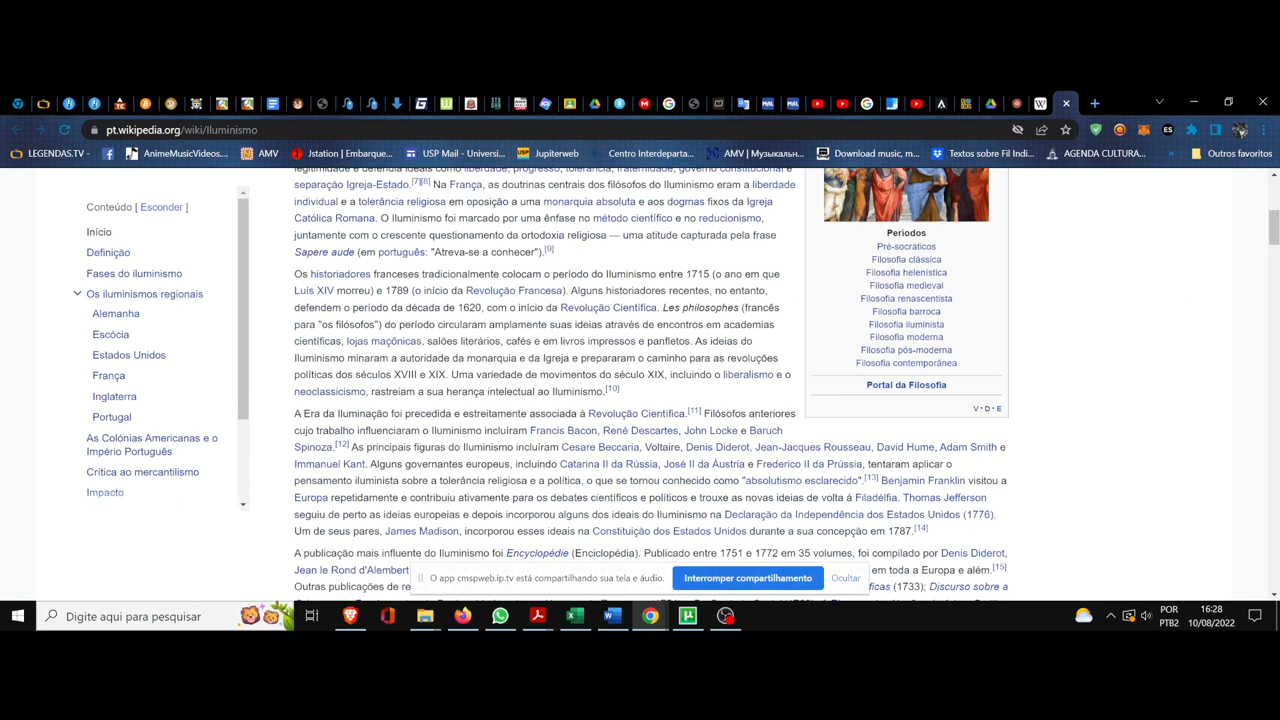 pt.wikipedia.org/wiki/Iluminismo
LEGENDAS.TV -
AnimeMusicVideos...
AMV
Jstation | Embarque...
USP Mail - Universi...
Jupiterweb
Centro Interdeparta...
AMV | Музыкальн...
Download music, m...
Textos sobre Fil Indi...
AGENDA CULTURA...
»
Outros favoritos
Conteúdo [ Esconder ]
Início
Definição
Fases do iluminismo
Os iluminismos regionais
Alemanha
Escócia
Estados Unidos
França
Inglaterra
Portugal
As Colónias Americanas e o
Império Português
Crítica ao mercantilismo
Impacto
legitimidade e defendia ideais como liberdade, progresso, tolerância, fraternidade, governo constitucional e
separação Igreja-Estado.[7][8] Na França, as doutrinas centrais dos filósofos do Iluminismo eram a liberdade
individual e a tolerância religiosa em oposição a uma monarquia absoluta e aos dogmas fixos da Igreja
Católica Romana. O Iluminismo foi marcado por uma ênfase no método científico e no reducionismo,
juntamente com o crescente questionamento da ortodoxia religiosa — uma atitude capturada pela frase
Sapere aude (em português: "Atreva-se a conhecer").[9]
Os historiadores franceses tradicionalmente colocam o período do Iluminismo entre 1715 (o ano em que
Luís XIV morreu) e 1789 (o início da Revolução Francesa). Alguns historiadores recentes, no entanto,
defendem o período da década de 1620, com o início da Revolução Científica. Les philosophes (francês
para "os filósofos") do período circularam amplamente suas ideias através de encontros em academias
científicas, lojas maçônicas, salões literários, cafés e em livros impressos e panfletos. As ideias do
Iluminismo minaram a autoridade da monarquia e da Igreja e prepararam o caminho para as revoluções
políticas dos séculos XVIII e XIX. Uma variedade de movimentos do século XIX, incluindo o liberalismo e o
neoclassicismo, rastreiam a sua herança intelectual ao Iluminismo.[10]
A Era da Iluminação foi precedida e estreitamente associada à Revolução Científica.[11] Filósofos anteriores
cujo trabalho influenciaram o Iluminismo incluíram Francis Bacon, René Descartes, John Locke e Baruch
Spinoza.[12] As principais figuras do Iluminismo incluíram Cesare Beccaria, Voltaire, Denis Diderot, Jean-Jacques Rousseau, David Hume, Adam Smith e
Immanuel Kant. Alguns governantes europeus, incluindo Catarina II da Rússia, José II da Áustria e Frederico II da Prússia, tentaram aplicar o
pensamento iluminista sobre a tolerância religiosa e a política, o que se tornou conhecido como "absolutismo esclarecido".[13] Benjamin Franklin visitou a
Europa repetidamente e contribuiu ativamente para os debates científicos e políticos e trouxe as novas ideias de volta à Filadélfia. Thomas Jefferson
seguiu de perto as ideias europeias e depois incorporou alguns dos ideais do Iluminismo na Declaração da Independência dos Estados Unidos (1776).
Um de seus pares, James Madison, incorporou esses ideais na Constituição dos Estados Unidos durante a sua concepção em 1787.[14]
A publicação mais influente do Iluminismo foi Encyclopédie (Enciclopédia). Publicado entre 1751 e 1772 em 35 volumes, foi compilado por Denis Diderot,
Jean le Rond d'Alembert
em toda a Europa e além.[15]
Outras publicações de re
ficas (1733); Discurso sobre a
Periodos
Pré-socráticos
Filosofia clássica
Filosofia helenística
Filosofia medieval
Filosofia renascentista
Filosofia barroca
Filosofia iluminista
Filosofia moderna
Filosofia pós-moderna
Filosofia contemporânea
Portal da Filosofia
V • D • E
O app cmspweb.ip.tv está compartilhando sua tela e áudio.
Interromper compartilhamento
Ocultar
Digite aqui para pesquisar
POR
PTB2
16:28
10/08/2022